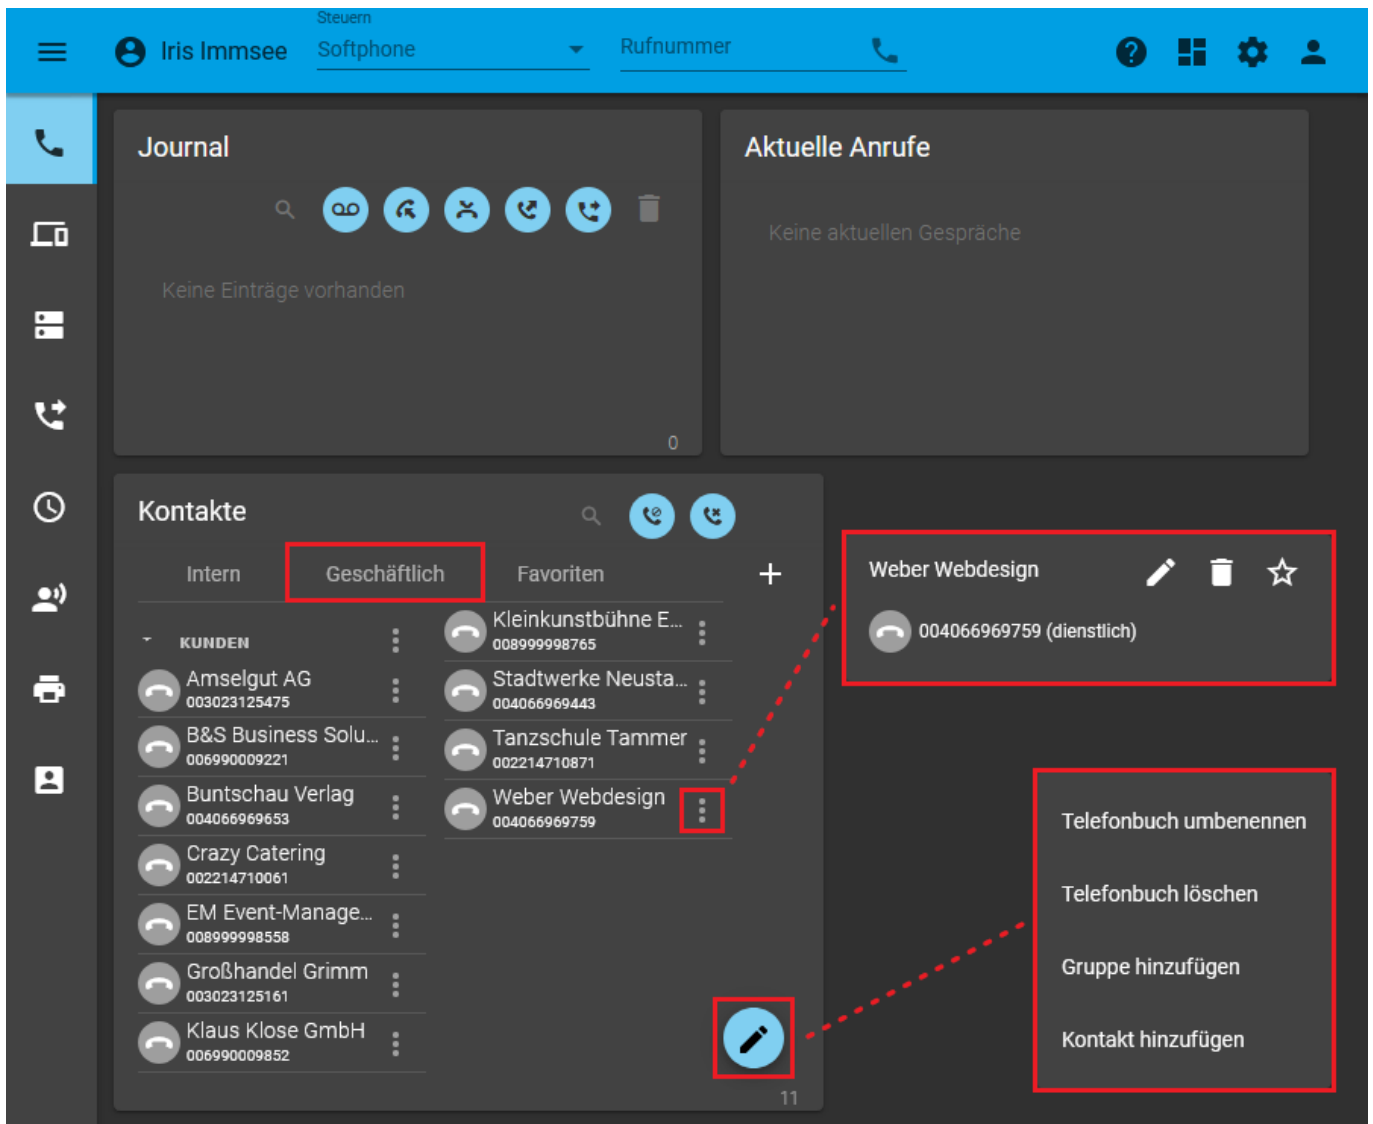 Steuern
Iris Immsee
Softphone
Rufnummer
Journal
Keine Einträge vorhanden
0
Aktuelle Anrufe
Keine aktuellen Gespräche
Kontakte
Intern
Geschäftlich
Favoriten
KUNDEN
Amselgut AG
003023125475
B&S Business Solu...
006990009221
Buntschau Verlag
004066969653
Crazy Catering
002214710061
EM Event-Manage...
008999998558
Großhandel Grimm
003023125161
Klaus Klose GmbH
006990009852
Kleinkunstbühne E...
008999998765
Stadtwerke Neusta...
004066969443
Tanzschule Tammer
002214710871
Weber Webdesign
004066969759
11
Weber Webdesign
004066969759 (dienstlich)
Telefonbuch umbenennen
Telefonbuch löschen
Gruppe hinzufügen
Kontakt hinzufügen